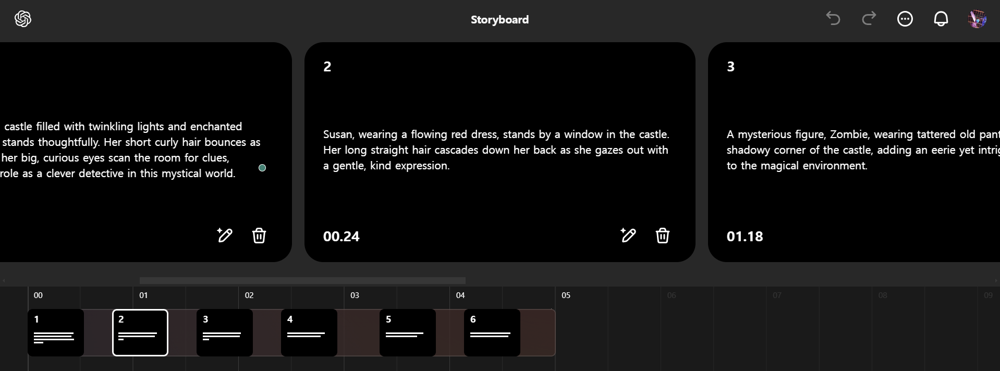 Storyboard
castle filled with twinkling lights and enchanted
stands thoughtfully. Her short curly hair bounces as
her big, curious eyes scan the room for clues,
role as a clever detective in this mystical world.
2
Susan, wearing a flowing red dress, stands by a window in the castle.
Her long straight hair cascades down her back as she gazes out with
a gentle, kind expression.
00.24
3
A mysterious figure, Zombie, wearing tattered old pant
shadowy corner of the castle, adding an eerie yet intrig
to the magical environment.
01.18
00 01 02 03 04 05 06 07 08 09
1 2 3 4 5 6